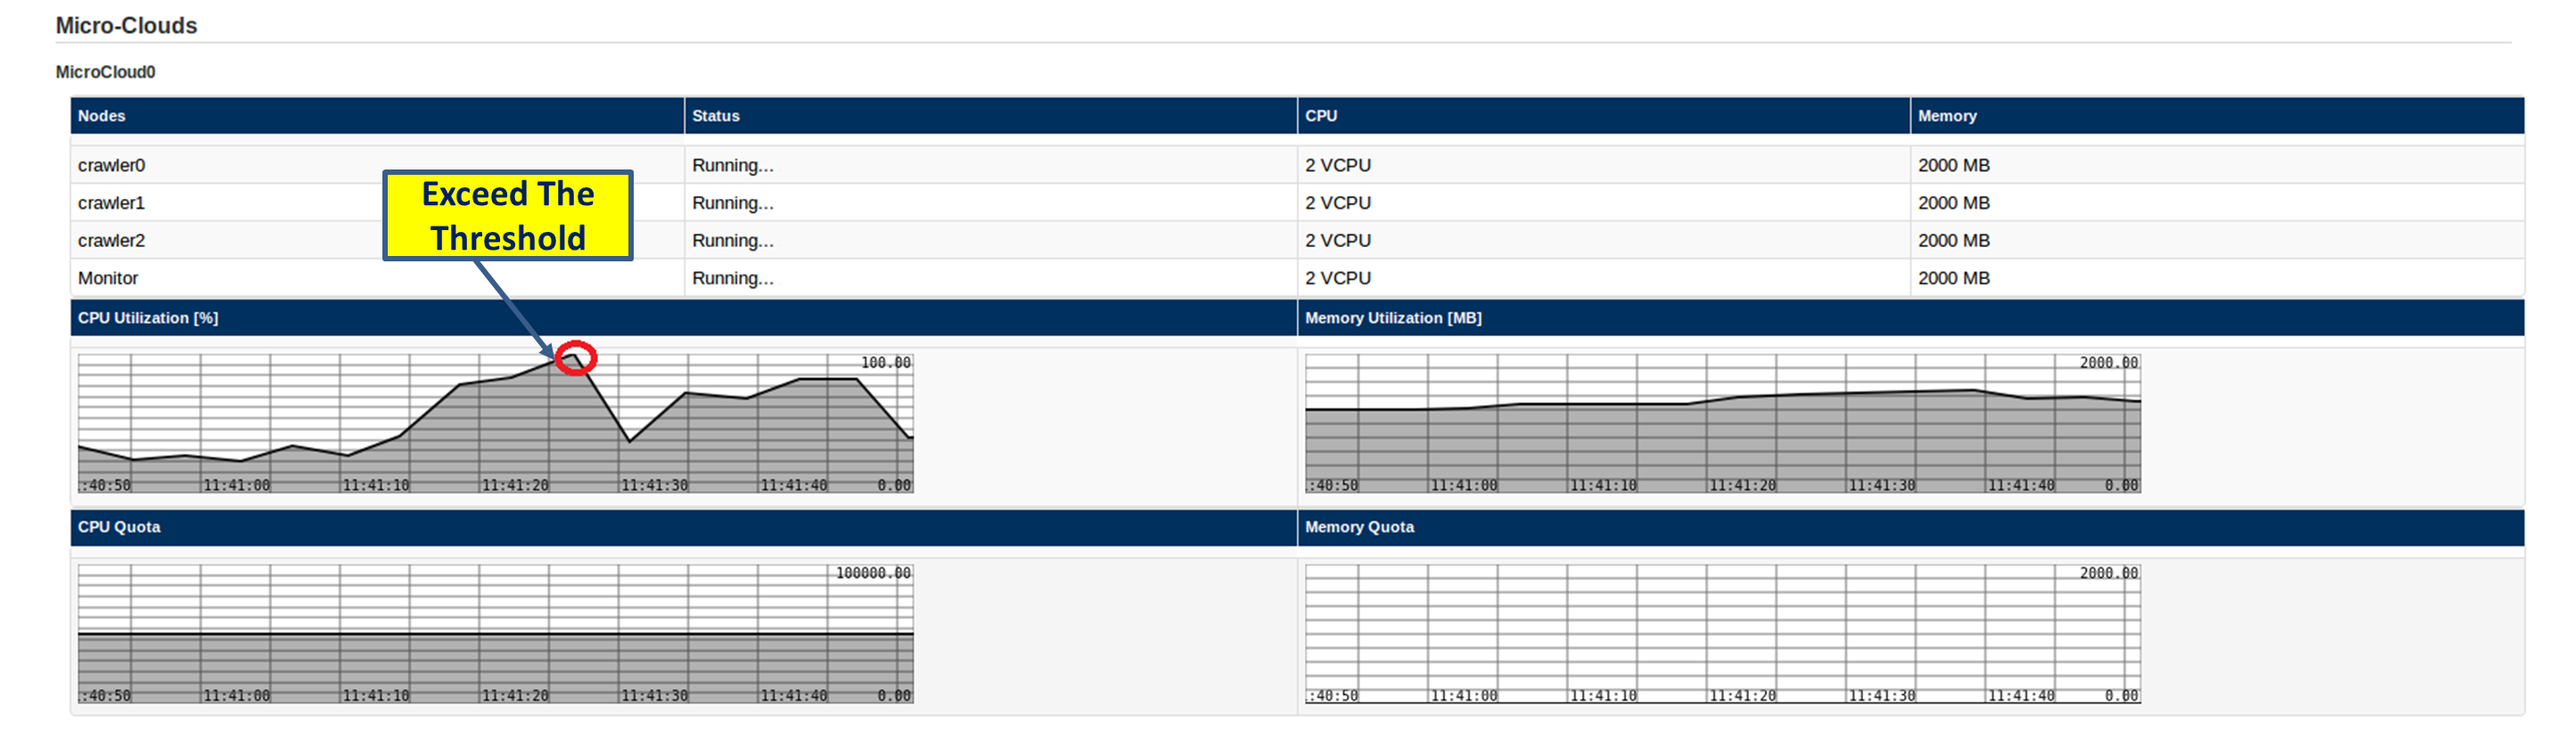 Micro-Clouds
MicroCloud0
Nodes Status CPU Memory
crawler0 Running... 2 VCPU 2000 MB
crawler1 Running... 2 VCPU 2000 MB
crawler2 Running... 2 VCPU 2000 MB
Monitor Running... 2 VCPU 2000 MB
Exceed The
Threshold
CPU Utilization [%] Memory Utilization [MB]
100.00 2000.00
:40:50 11:41:00 11:41:10 11:41:20 11:41:30 11:41:40 0.00 :40:50 11:41:00 11:41:10 11:41:20 11:41:30 11:41:40 0.00
CPU Quota Memory Quota
100000.00 2000.00
:40:50 11:41:00 11:41:10 11:41:20 11:41:30 11:41:40 0.00 :40:50 11:41:00 11:41:10 11:41:20 11:41:30 11:41:40 0.00